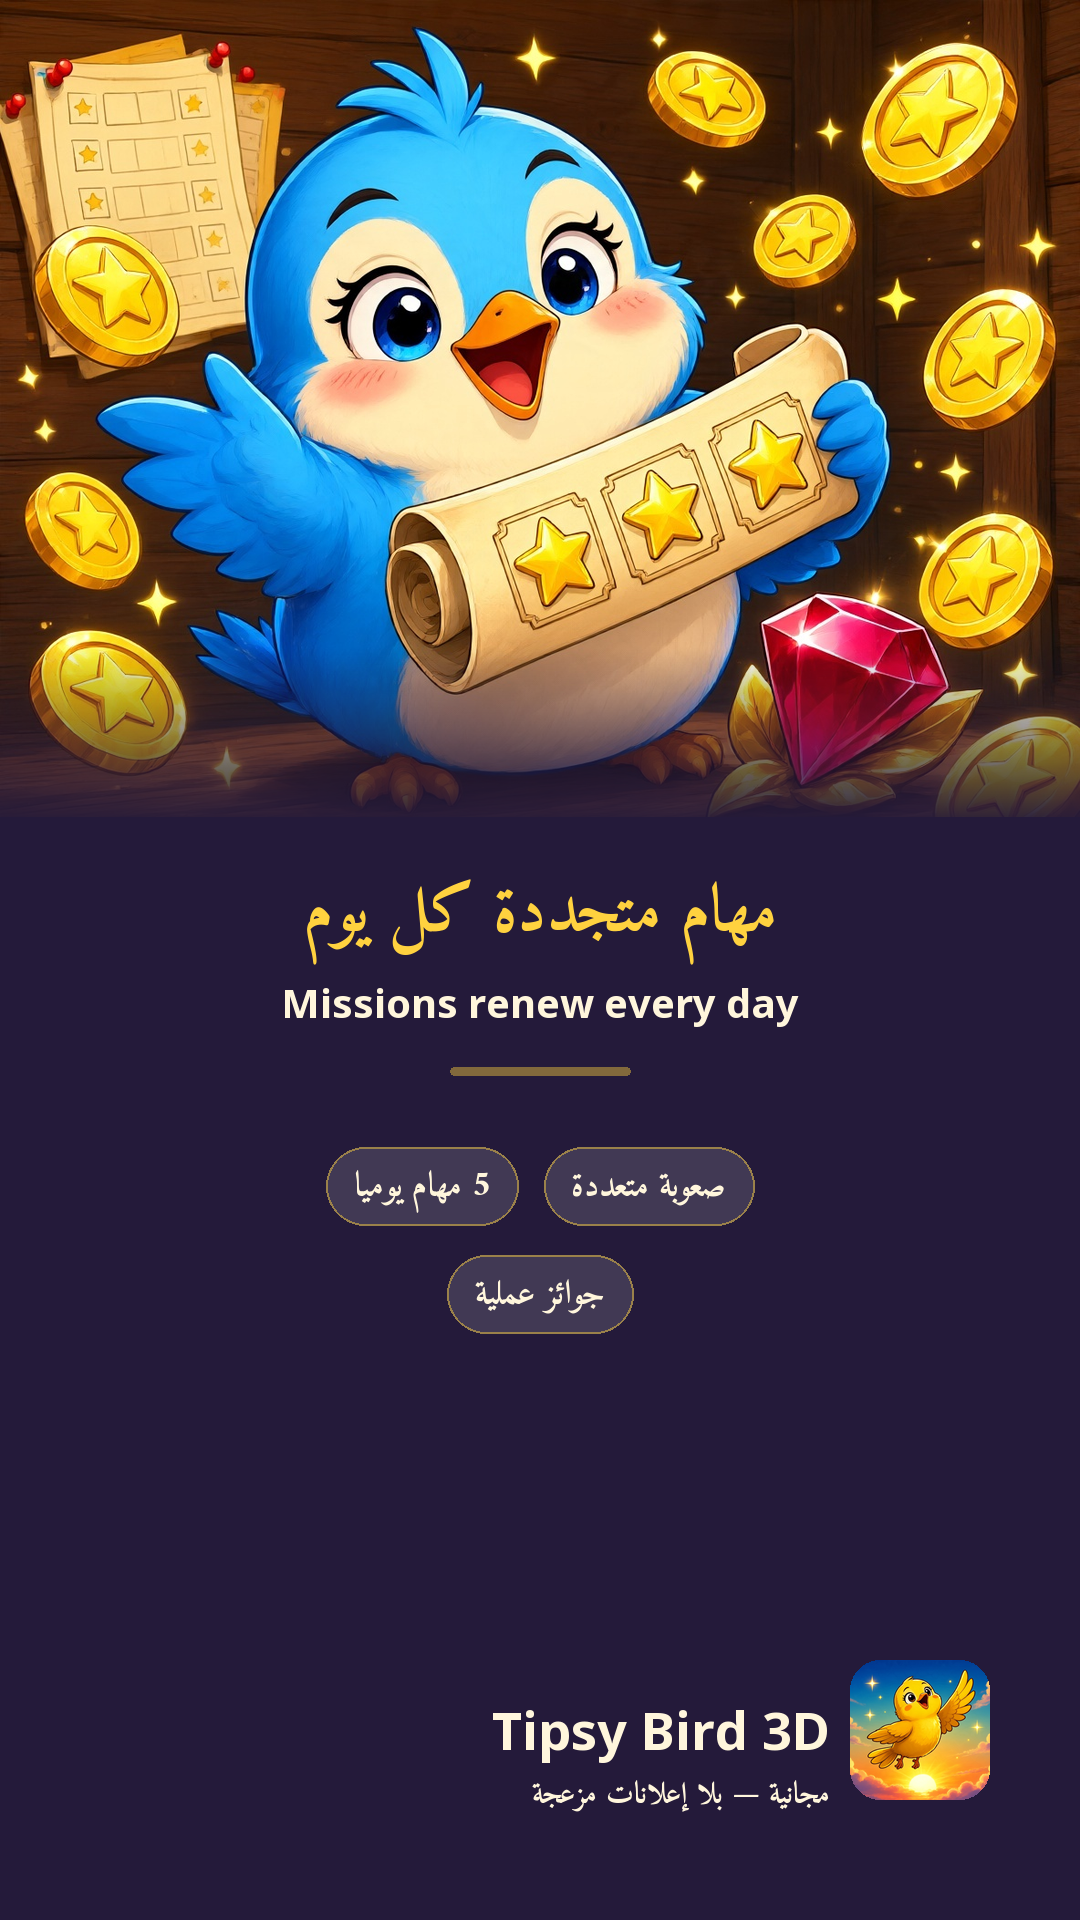 مهام متجددة كل يوم
Missions renew every day
صعوبة متعددة
5 مهام يوميا
جوائز عملية
Tipsy Bird 3D
مجانية — بلا إعلانات مزعجة